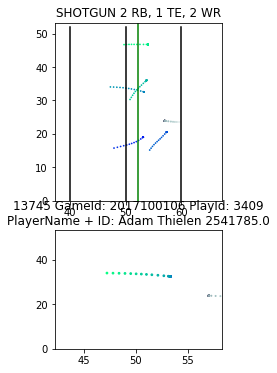 SHOTGUN 2 RB, 1 TE, 2 WR
50
40
30
20
10
0
40 50 60
13745 GameId: 2017100106 PlayId: 3409
PlayerName + ID: Adam Thielen 2541785.0
40
20
0
45 50 55